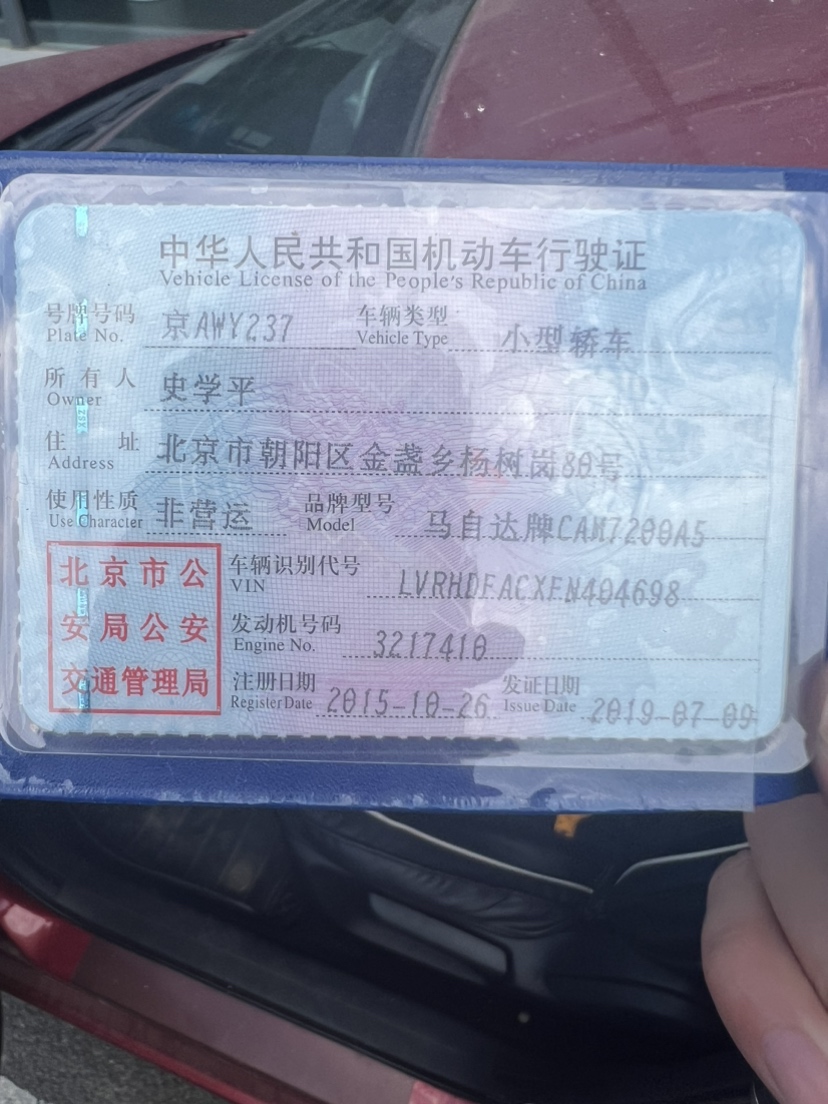 中华人民共和国机动车行驶证
Vehicle License of the People's Republic of China
号牌号码 京AWY237 车辆类型 小型轿车
Plate No. Vehicle Type
所有人 史学平
Owner
住址 北京市朝阳区金盏乡杨树岗80号
Address
使用性质 非营运 品牌型号 马自达牌CAM7200A5
Use Character Model
北京市公
安局公安
交通管理局
车辆识别代号 LVRHDFACXFN404698
VIN
发动机号码 3217410
Engine No.
注册日期 2015-10-26 发证日期 2019-07-09
Register Date Issue Date